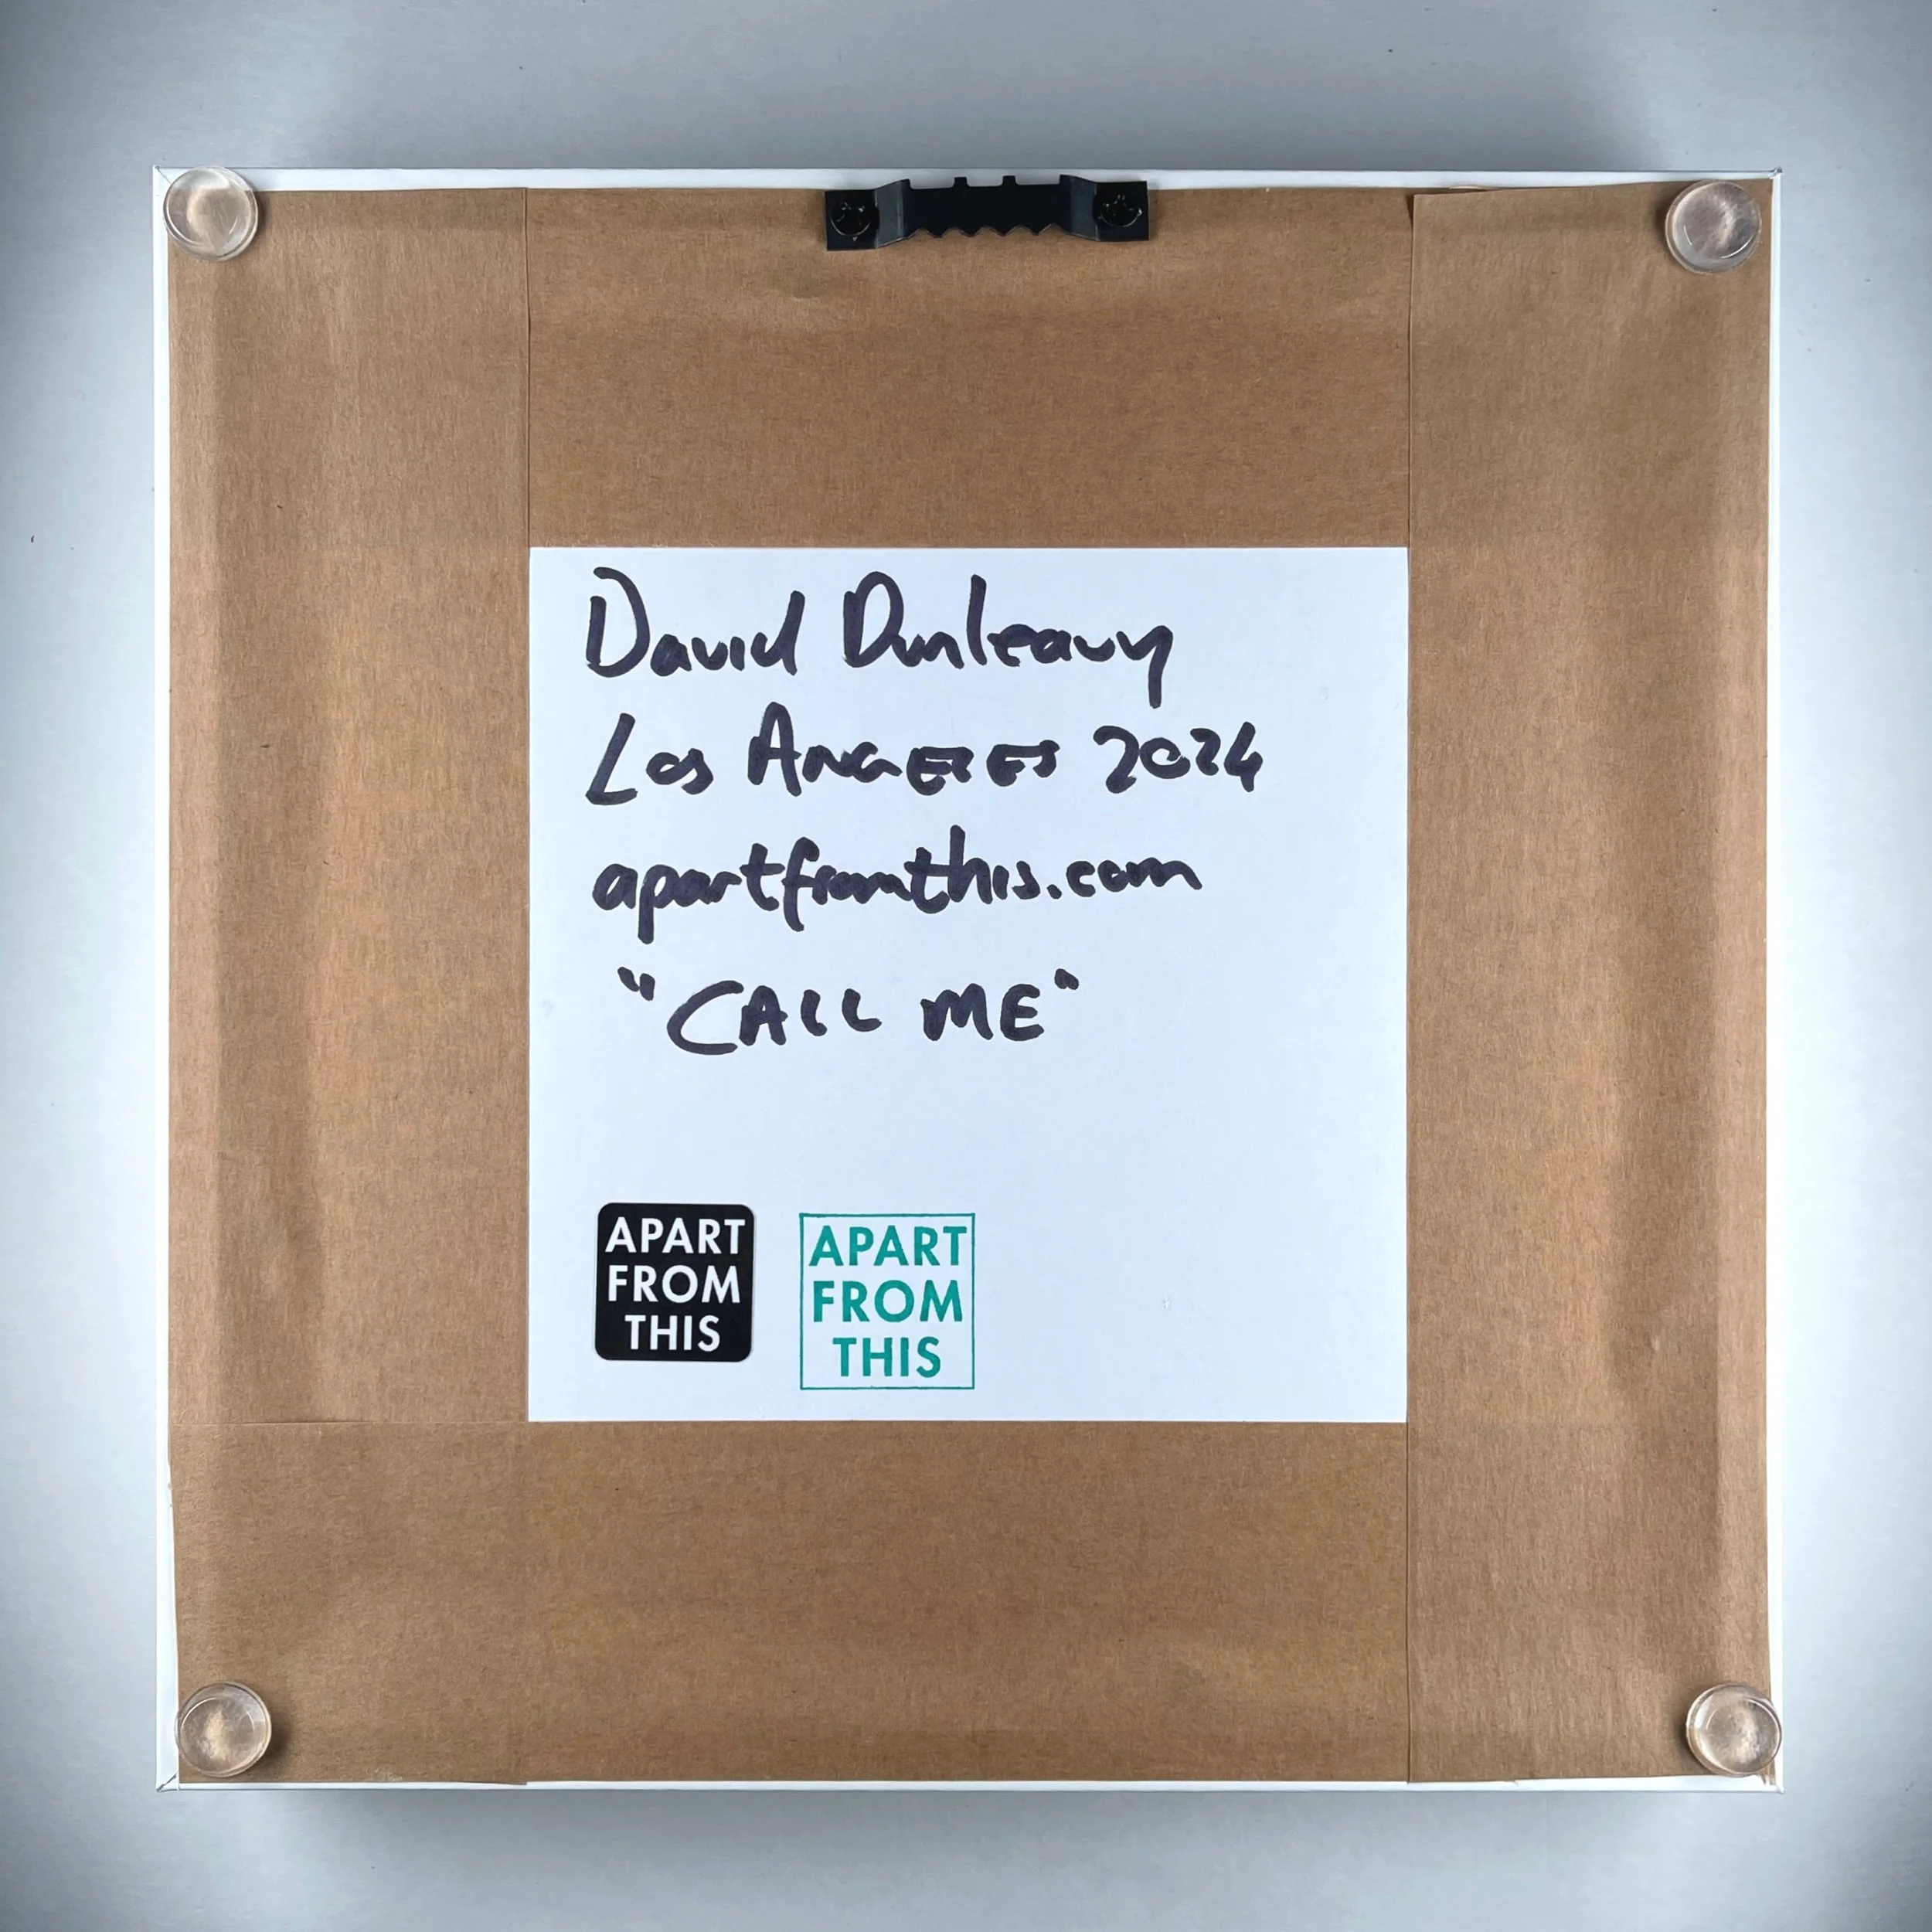 David Dunleavy
Los ANGELES 2024
apartfromthis.com
"CALL ME"
APART
FROM
THIS
APART
FROM
THIS